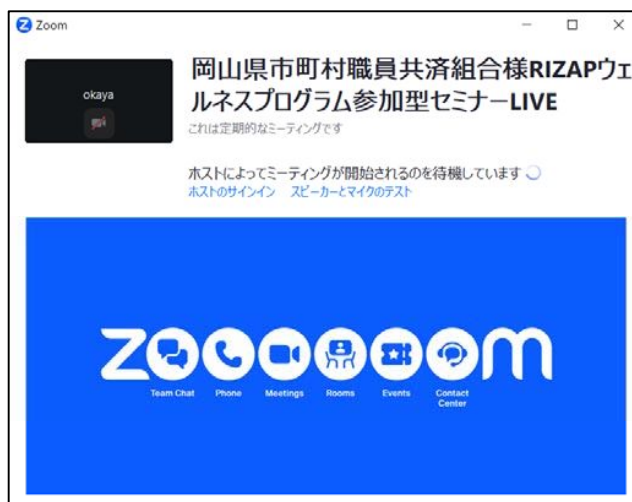 Zoom
okaya
岡山県市町村職員共済組合様RIZAPウェ
ルネスプログラム参加型セミナーLIVE
これは定期的なミーティングです
ホストによってミーティングが開始されるのを待機しています
ホストのサインイン スピーカーとマイクのテスト
zoooooom
Team Chat Phone Meetings Rooms Events Contact
Center